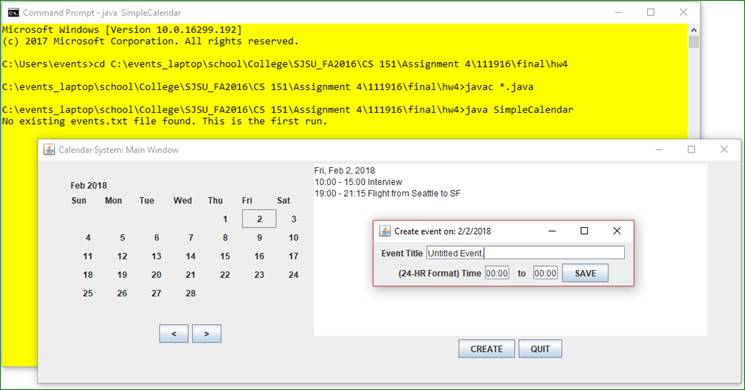 Command Prompt - java  SimpleCalendar
Microsoft Windows [Version 10.0.16299.192]
(c) 2017 Microsoft Corporation. All rights reserved.
C:\Users\events>cd C:\events_laptop\school\College\SJSU_FA2016\CS 151\Assignment 4\111916\final\hw4
C:\events_laptop\school\College\SJSU_FA2016\CS 151\Assignment 4\111916\final\hw4>javac *.java
C:\events_laptop\school\College\SJSU_FA2016\CS 151\Assignment 4\111916\final\hw4>java SimpleCalendar
No existing events.txt file found. This is the first run.
Calendar System: Main Window
Feb 2018
Sun Mon Tue Wed Thu Fri Sat
1 2 3
4 5 6 7 8 9 10
11 12 13 14 15 16 17
18 19 20 21 22 23 24
25 26 27 28
< >
Fri, Feb 2, 2018
10:00 - 15:00 Interview
19:00 - 21:15 Flight from Seattle to SF
Create event on: 2/2/2018
Event Title Untitled Event
(24-HR Format) Time 00:00 to 00:00 SAVE
CREATE QUIT